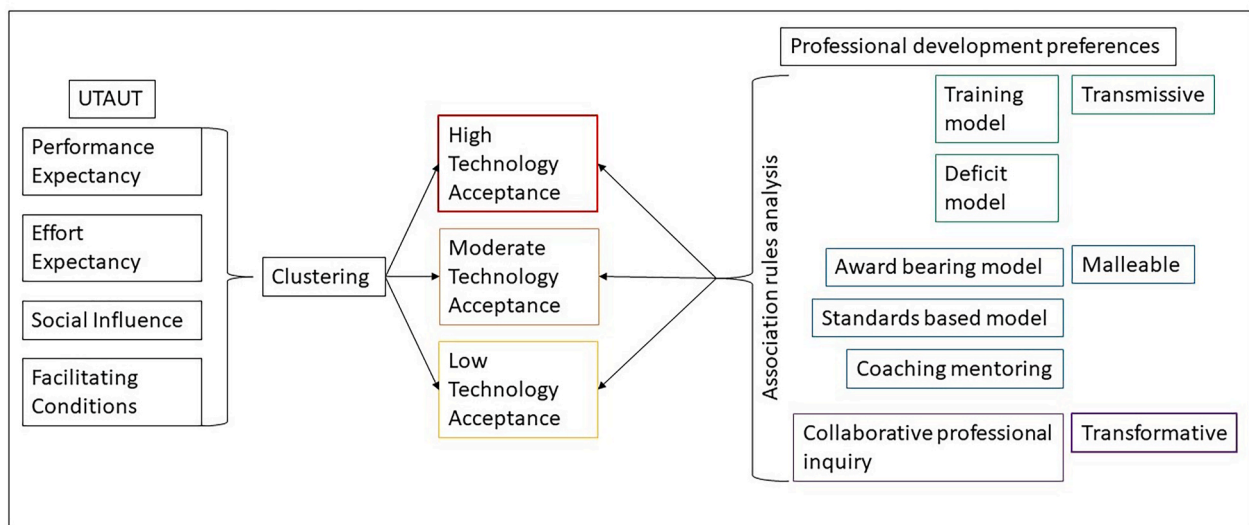 UTAUT
Performance
Expectancy
Effort
Expectancy
Social Influence
Facilitating
Conditions
Clustering
High
Technology
Acceptance
Moderate
Technology
Acceptance
Low
Technology
Acceptance
Association rules analysis
Professional development preferences
Training
model
Transmissive
Deficit
model
Award bearing model
Malleable
Standards based model
Coaching mentoring
Collaborative professional
inquiry
Transformative